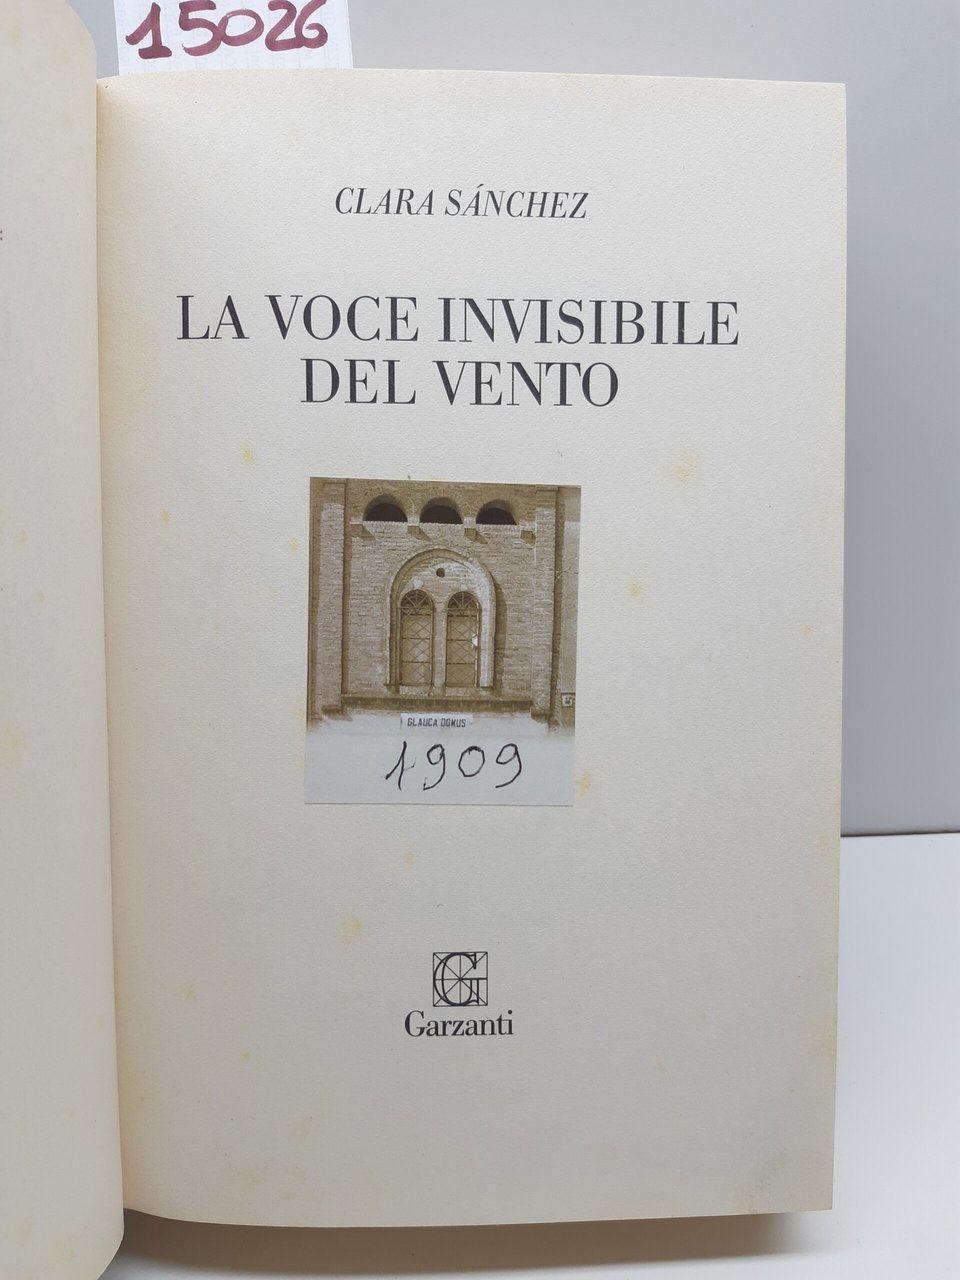 15026
CLARA SÁNCHEZ
LA VOCE INVISIBILE
DEL VENTO
GLAUCA DOMUS
1909
G
Garzanti